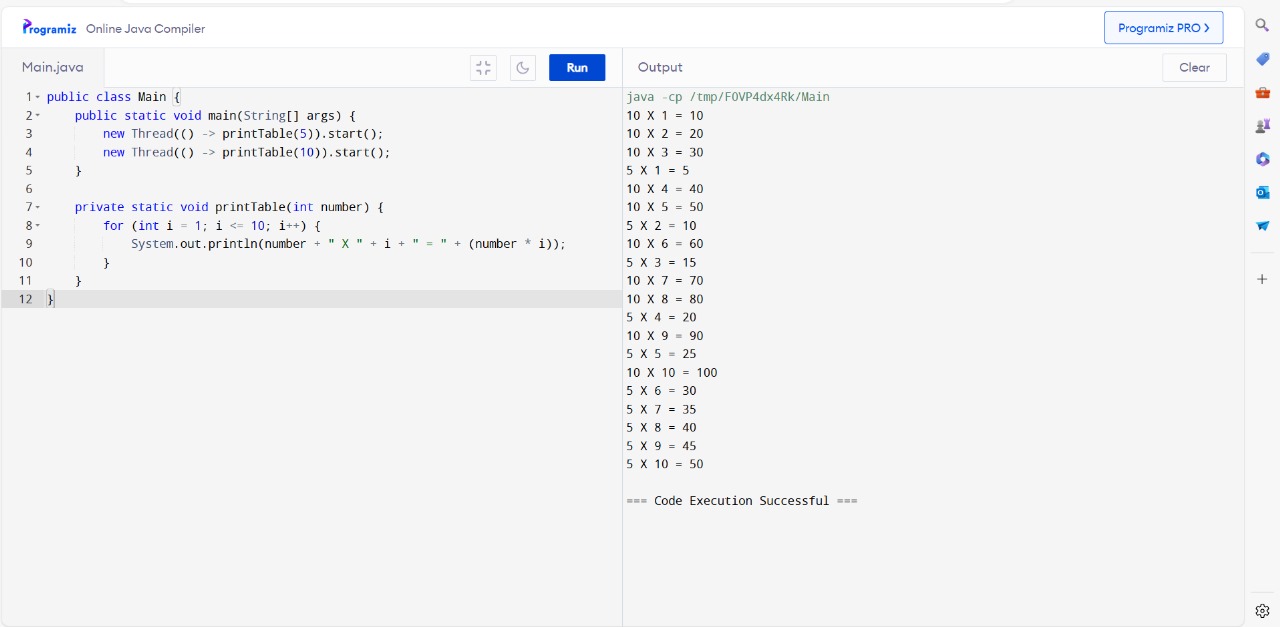 Programiz Online Java Compiler
Programiz PRO >
Main.java
Run
Output
Clear
1 public class Main {
2     public static void main(String[] args) {
3         new Thread(() -> printTable(5)).start();
4         new Thread(() -> printTable(10)).start();
5     }
6
7     private static void printTable(int number) {
8         for (int i = 1; i <= 10; i++) {
9             System.out.println(number + " X " + i + " = " + (number * i));
10         }
11     }
12 }
java -cp /tmp/FOVP4dx4Rk/Main
10 X 1 = 10
10 X 2 = 20
10 X 3 = 30
5 X 1 = 5
10 X 4 = 40
10 X 5 = 50
5 X 2 = 10
10 X 6 = 60
5 X 3 = 15
10 X 7 = 70
10 X 8 = 80
5 X 4 = 20
10 X 9 = 90
5 X 5 = 25
10 X 10 = 100
5 X 6 = 30
5 X 7 = 35
5 X 8 = 40
5 X 9 = 45
5 X 10 = 50
=== Code Execution Successful ===